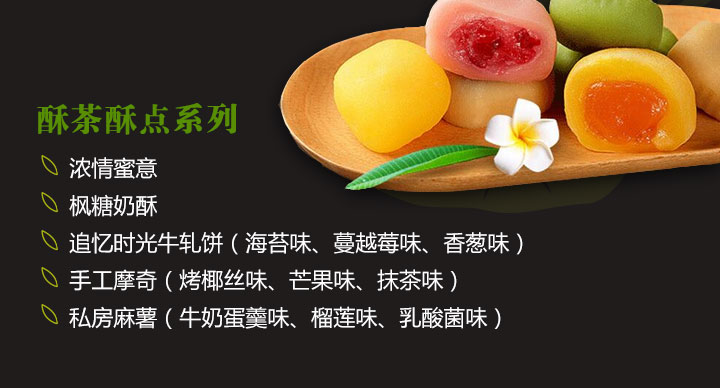 酥茶酥点系列
浓情蜜意
枫糖奶酥
追忆时光牛轧饼（海苔味、蔓越莓味、香葱味）
手工摩奇（烤椰丝味、芒果味、抹茶味）
私房麻薯（牛奶蛋羹味、榴莲味、乳酸菌味）